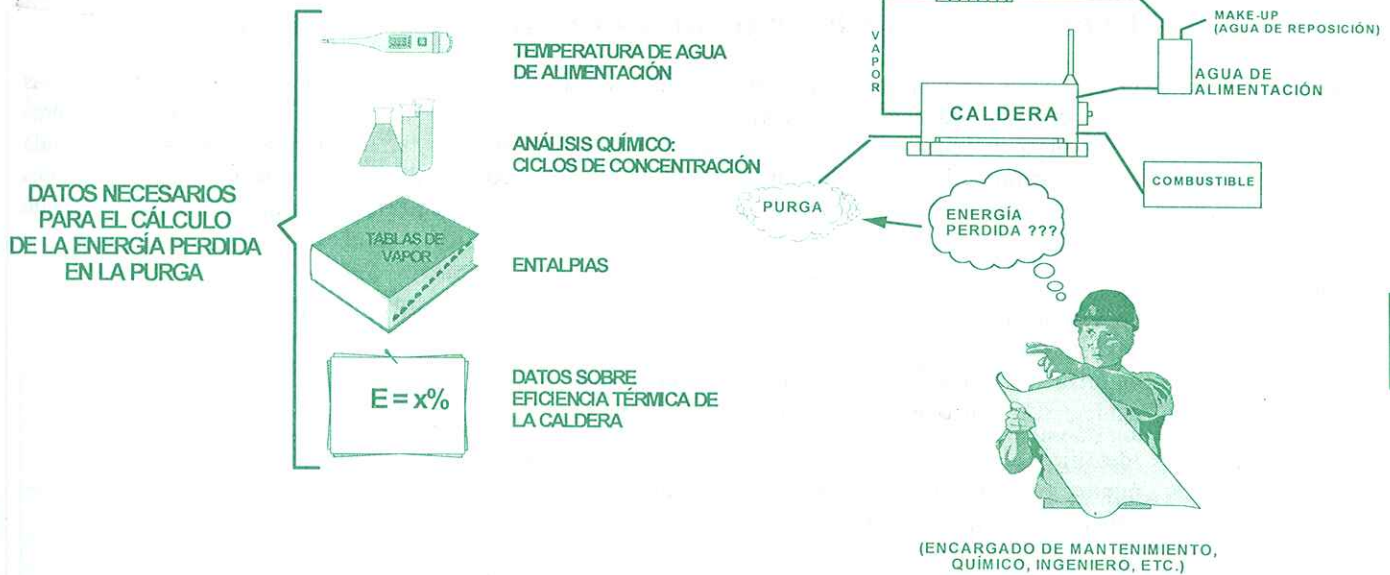 DATOS NECESARIOS
PARA EL CÁLCULO
DE LA ENERGÍA PERDIDA
EN LA PURGA
TEMPERATURA DE AGUA
DE ALIMENTACIÓN
ANÁLISIS QUÍMICO:
CICLOS DE CONCENTRACIÓN
TABLAS DE
VAPOR
ENTALPIAS
E = x%
DATOS SOBRE
EFICIENCIA TÉRMICA DE
LA CALDERA
VAPOR
MAKE-UP
(AGUA DE REPOSICIÓN)
AGUA DE
ALIMENTACIÓN
CALDERA
COMBUSTIBLE
PURGA
ENERGÍA
PERDIDA ???
(ENCARGADO DE MANTENIMIENTO,
QUÍMICO, INGENIERO, ETC.)